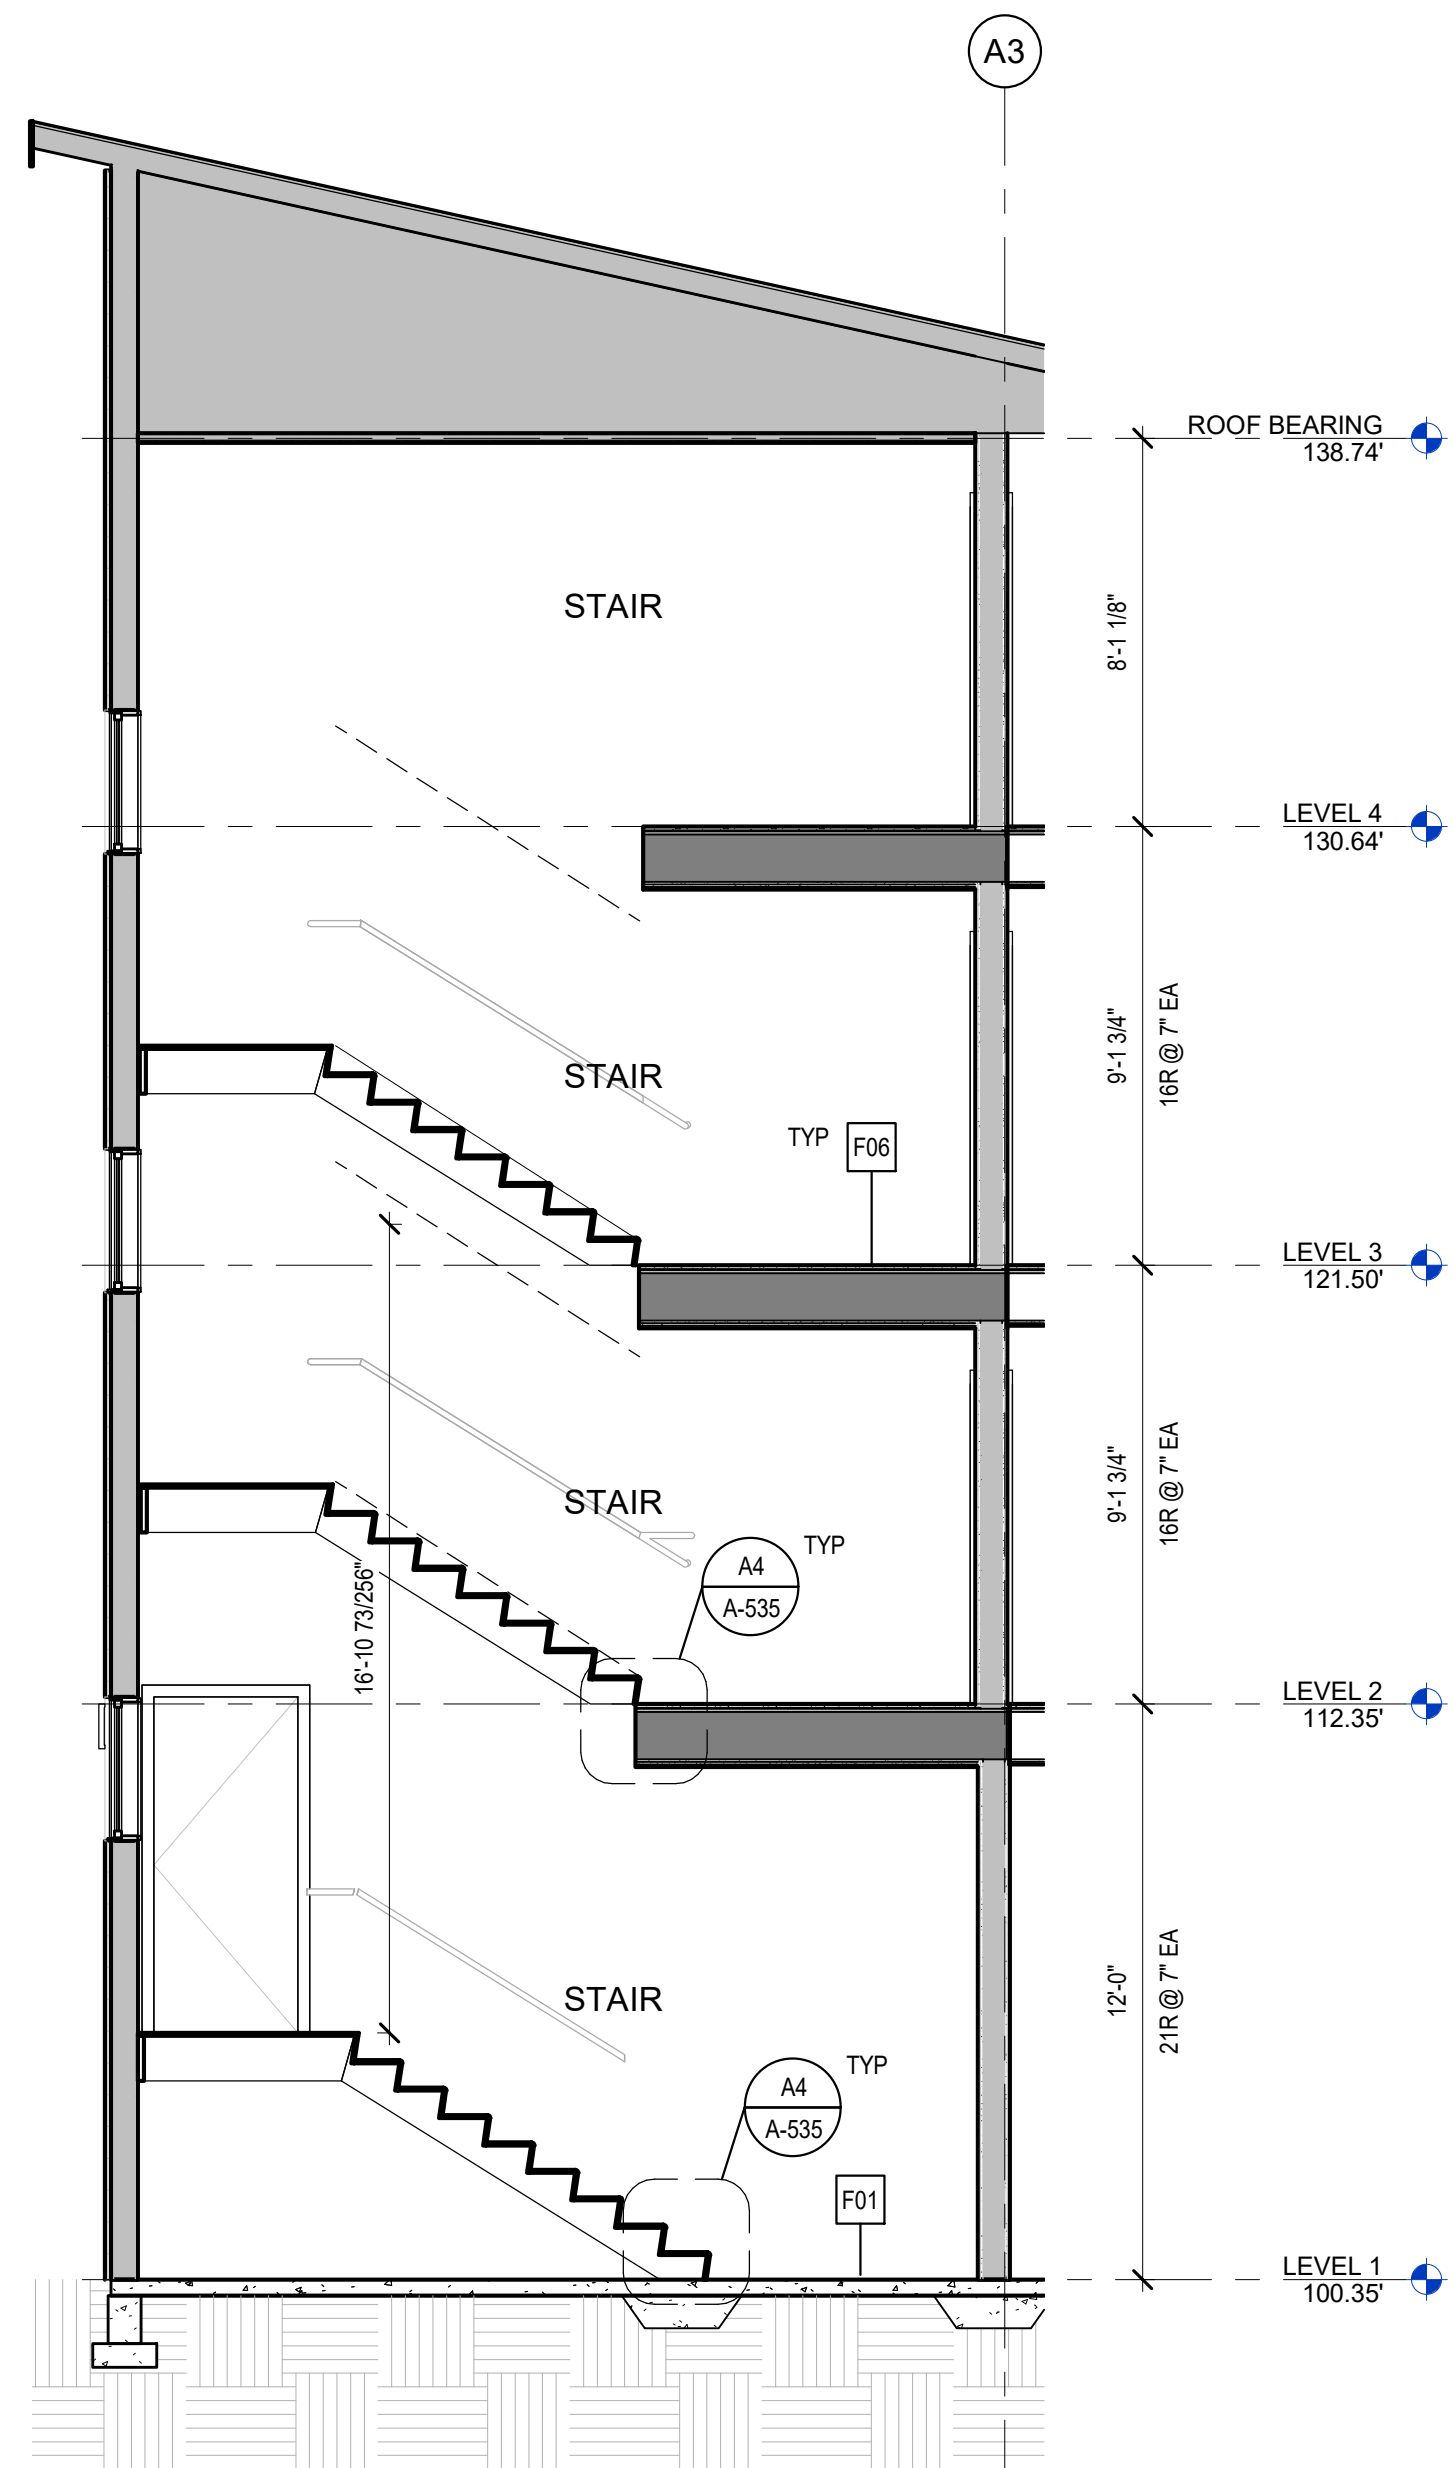 A3
ROOF BEARING
138.74'
STAIR
8'-1 1/8"
LEVEL 4
130.64'
9'-1 3/4"
16R @ 7" EA
STAIR
TYP
F06
LEVEL 3
121.50'
9'-1 3/4"
16R @ 7" EA
STAIR
TYP
A4
A-535
16'-10 73/256"
LEVEL 2
112.35'
12'-0"
21R @ 7" EA
STAIR
TYP
A4
A-535
F01
LEVEL 1
100.35'